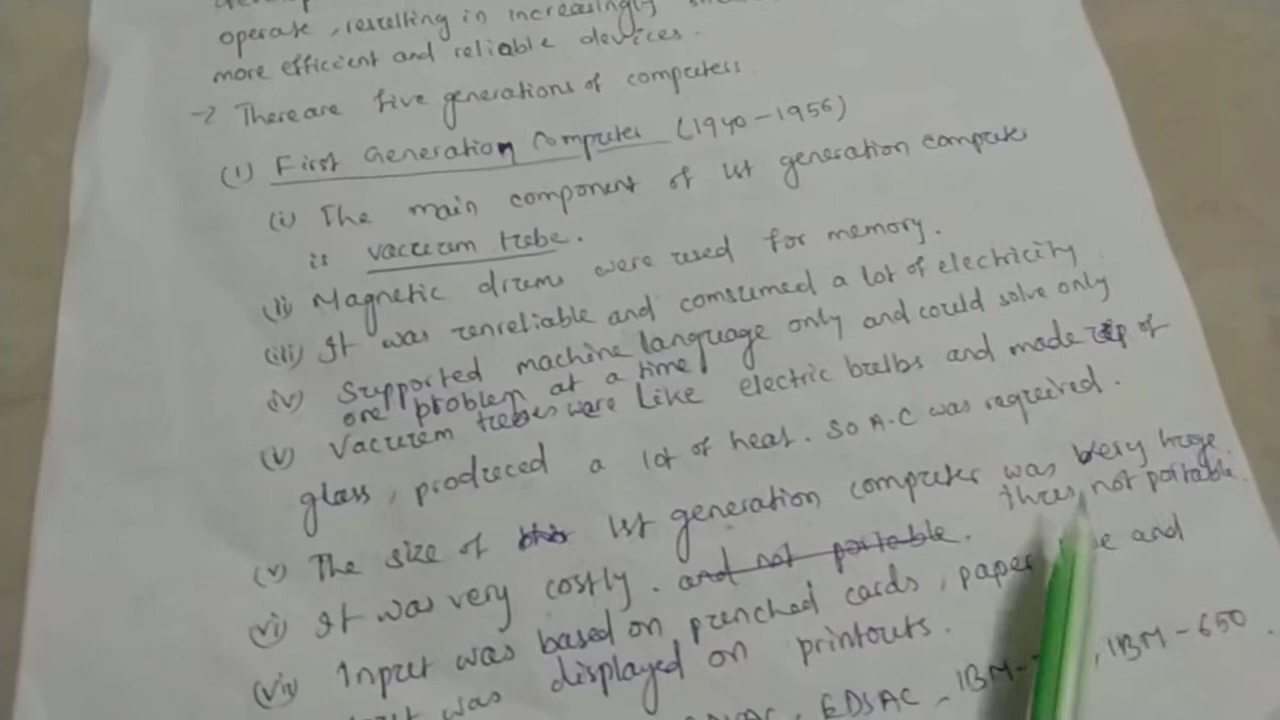 operate, resulting in increasingly
more efficient and reliable devices.
→ There are five generations of computers
(1) First Generation Computer (1940-1956)
(i) The main component of 1st generation computer
is vacuum tube.
(ii) Magnetic drums were used for memory.
(iii) It was unreliable and comsumed a lot of electricity
(iv) Supported machine language only and could solve only
one problem at a time
(v) Vacuum tubes were like electric bulbs and made up of
glass, produced a lot of heat. So A.C was required.
(v) The size of this 1st generation computer was very huge
thus, not portable.
(vi) It was very costly. and not portable.
(vii) Input was based on punched cards, paper and
was displayed on printouts.
EDSAC, IBM- , IBM-650